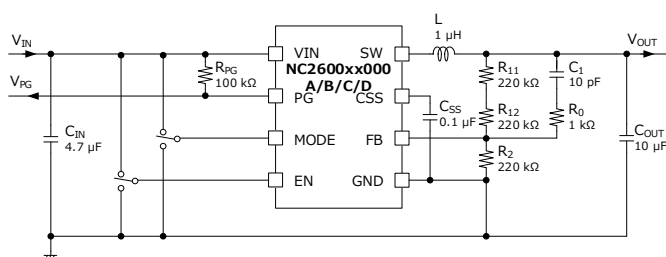 L
1 µH
V_IN
V_OUT
VIN
SW
NC2600xx000
A/B/C/D
R_PG
100 kΩ
R_11
220 kΩ
C_1
10 pF
V_PG
PG
CSS
C_SS
0.1 µF
R_12
220 kΩ
R_0
1 kΩ
C_IN
4.7 µF
MODE
FB
C_OUT
10 µF
R_2
220 kΩ
EN
GND